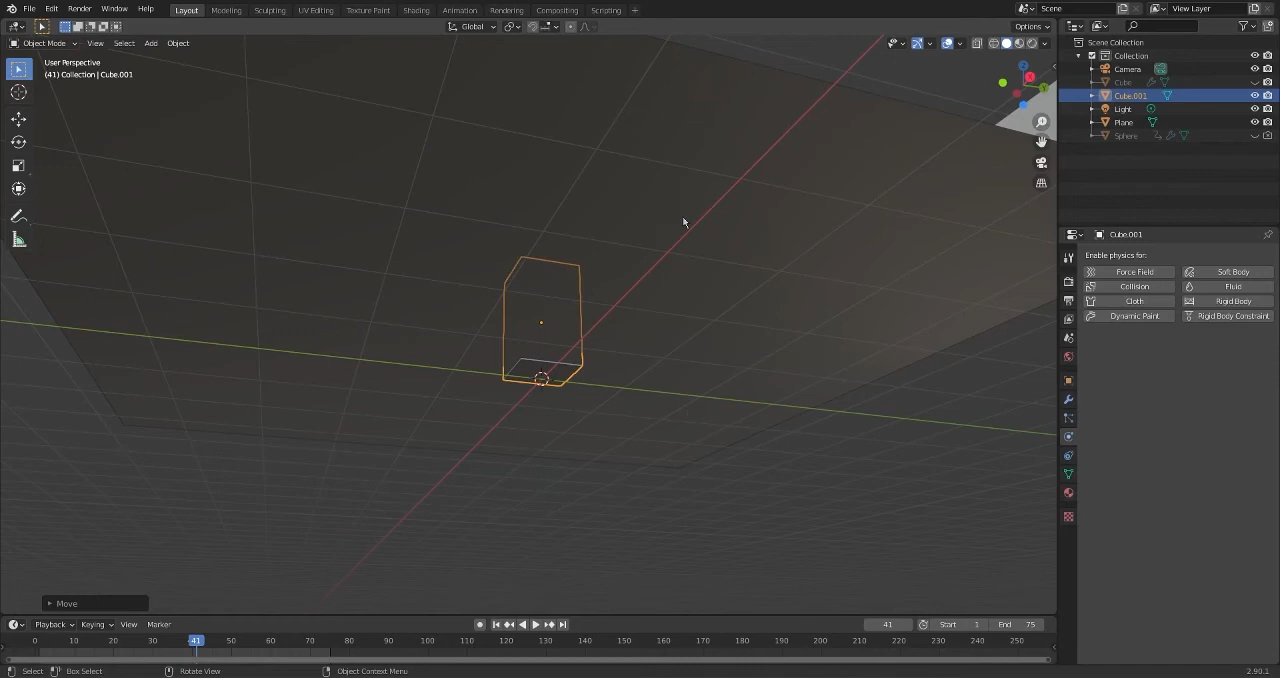 File Edit Render Window Help Layout Modeling Sculpting UV Editing Texture Paint Shading Animation Rendering Compositing Scripting + Scene View Layer
Global Options
Object Mode View Select Add Object
User Perspective
(41) Collection | Cube.001
Scene Collection
Collection
Camera
Cube
Cube.001
Light
Plane
Sphere
Cube.001
Enable physics for:
Force Field Soft Body
Collision Fluid
Cloth Rigid Body
Dynamic Paint Rigid Body Constraint
Z
X
Y
Move
Playback Keying View Marker 41 Start 1 End 75
0 10 20 30 41 50 60 70 80 90 100 110 120 130 140 150 160 170 180 190 200 210 220 230 240 250
Select Box Select Rotate View Object Context Menu 2.90.1